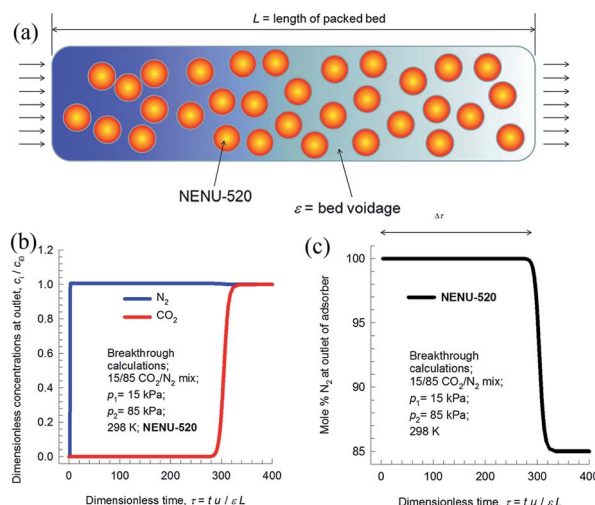 L = length of packed bed
(a)
NENU-520
ε = bed voidage
(b)
Dimensionless concentrations at outlet, ci / ci0
1.2
1.0
0.8
0.6
0.4
0.2
0.0
N2
CO2
Breakthrough
calculations;
15/85 CO2/N2 mix;
p1= 15 kPa;
p2= 85 kPa;
298 K; NENU-520
0 100 200 300 400
Dimensionless time, τ = t u / ε L
(c)
Δτ
Mole % N2 at outlet of adsorber
100
95
90
85
NENU-520
Breakthrough
calculations;
15/85 CO2/N2 mix;
p1= 15 kPa;
p2= 85 kPa;
298 K
0 100 200 300 400
Dimensionless time, τ = t u / ε L